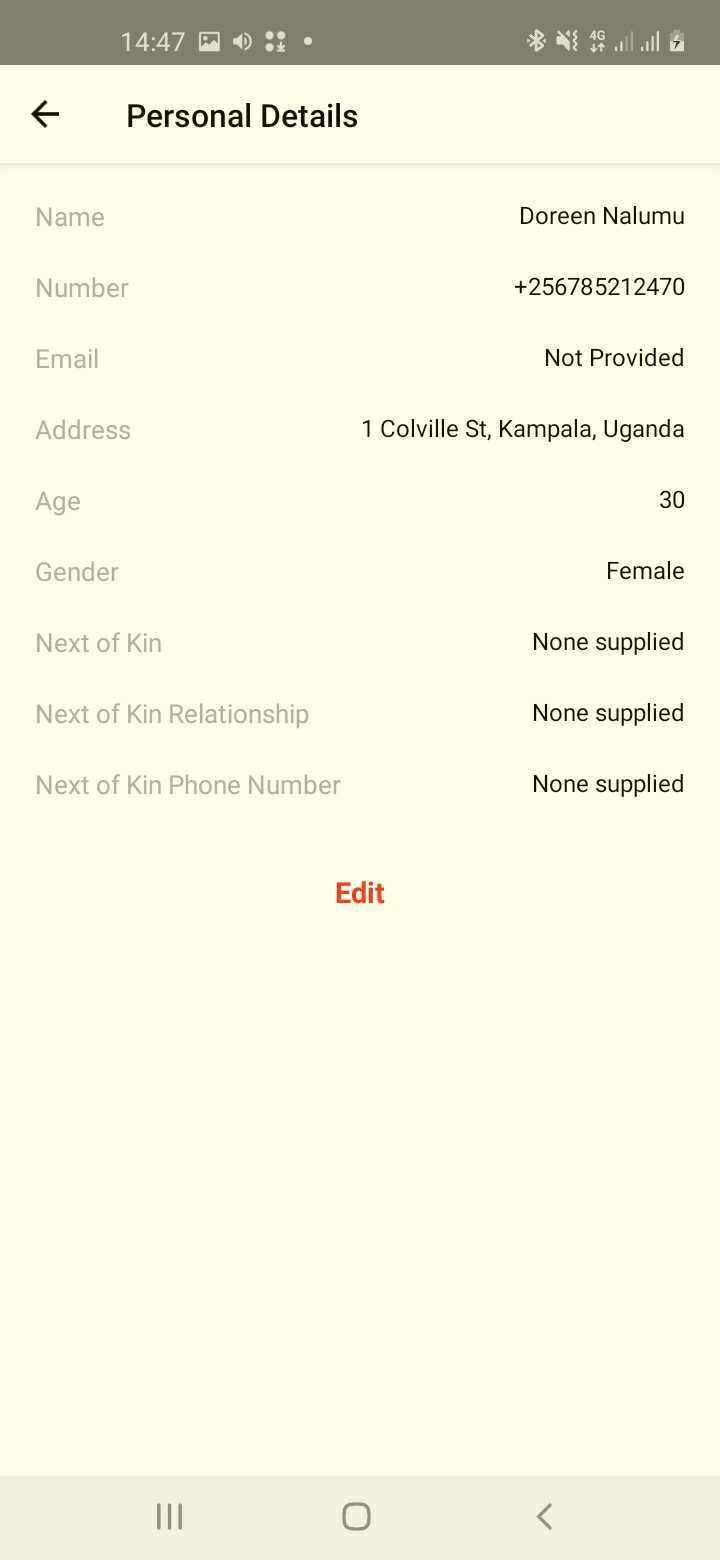 14:47
4G
Personal Details
Name Doreen Nalumu
Number +256785212470
Email Not Provided
Address 1 Colville St, Kampala, Uganda
Age 30
Gender Female
Next of Kin None supplied
Next of Kin Relationship None supplied
Next of Kin Phone Number None supplied
Edit